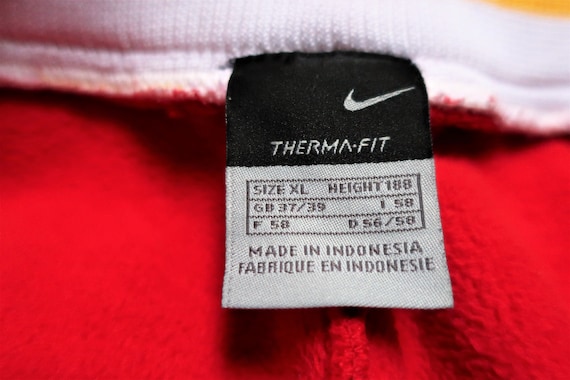 THERMA-FIT
SIZE XL HEIGHT 188
GB 37/39 I 58
F 58 D 56/58
MADE IN INDONESIA
FABRIQUE EN INDONESIE